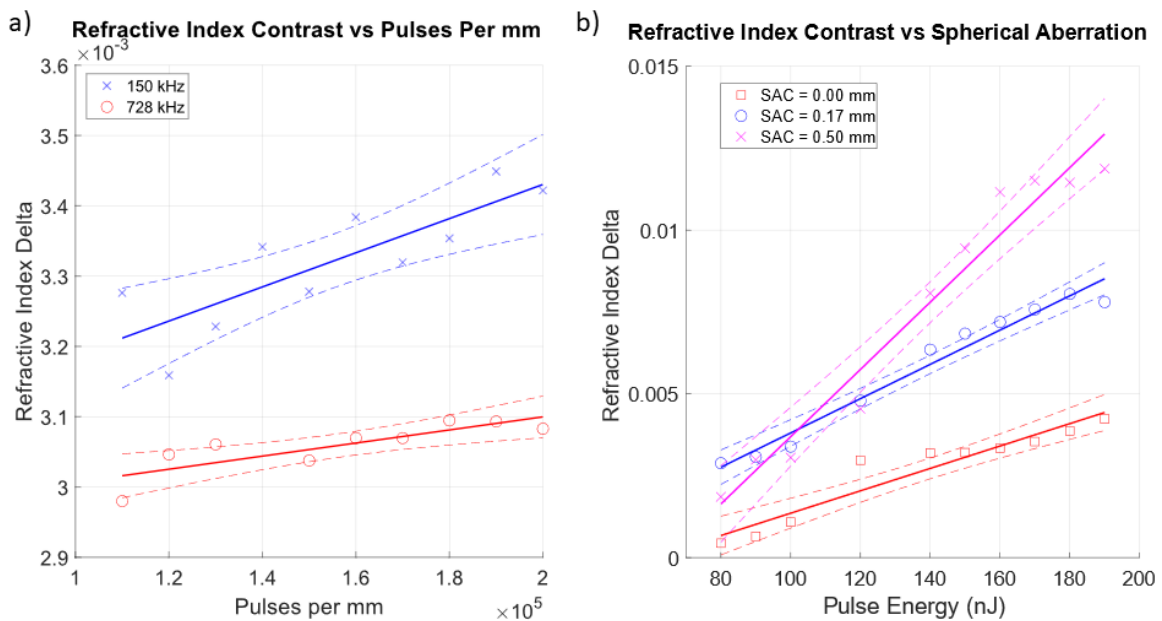 a)
Refractive Index Contrast vs Pulses Per mm
× 10⁻³
3.6
3.5
3.4
3.3
3.2
3.1
3
2.9
Refractive Index Delta
150 kHz
728 kHz
1
1.2
1.4
1.6
1.8
2
Pulses per mm
× 10⁵
b)
Refractive Index Contrast vs Spherical Aberration
0.015
0.01
0.005
0
Refractive Index Delta
SAC = 0.00 mm
SAC = 0.17 mm
SAC = 0.50 mm
80
100
120
140
160
180
200
Pulse Energy (nJ)